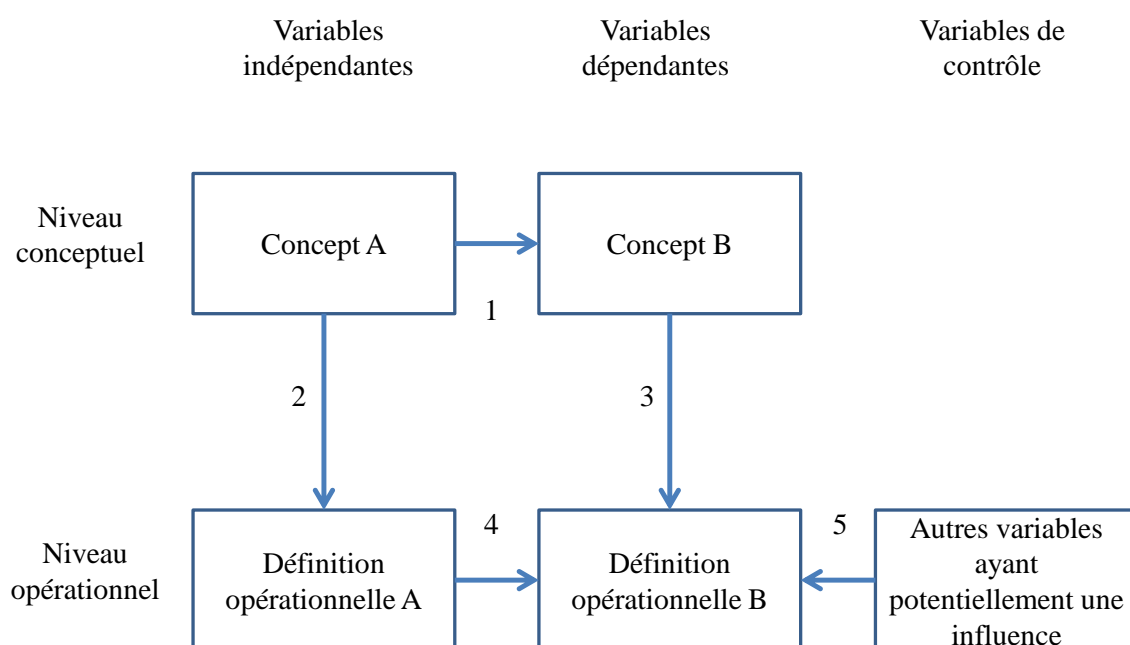 Variables
indépendantes
Variables
dépendantes
Variables de
contrôle
Niveau
conceptuel
Concept A
Concept B
1
2
3
Niveau
opérationnel
Définition
opérationnelle A
4
Définition
opérationnelle B
5
Autres variables
ayant
potentiellement une
influence